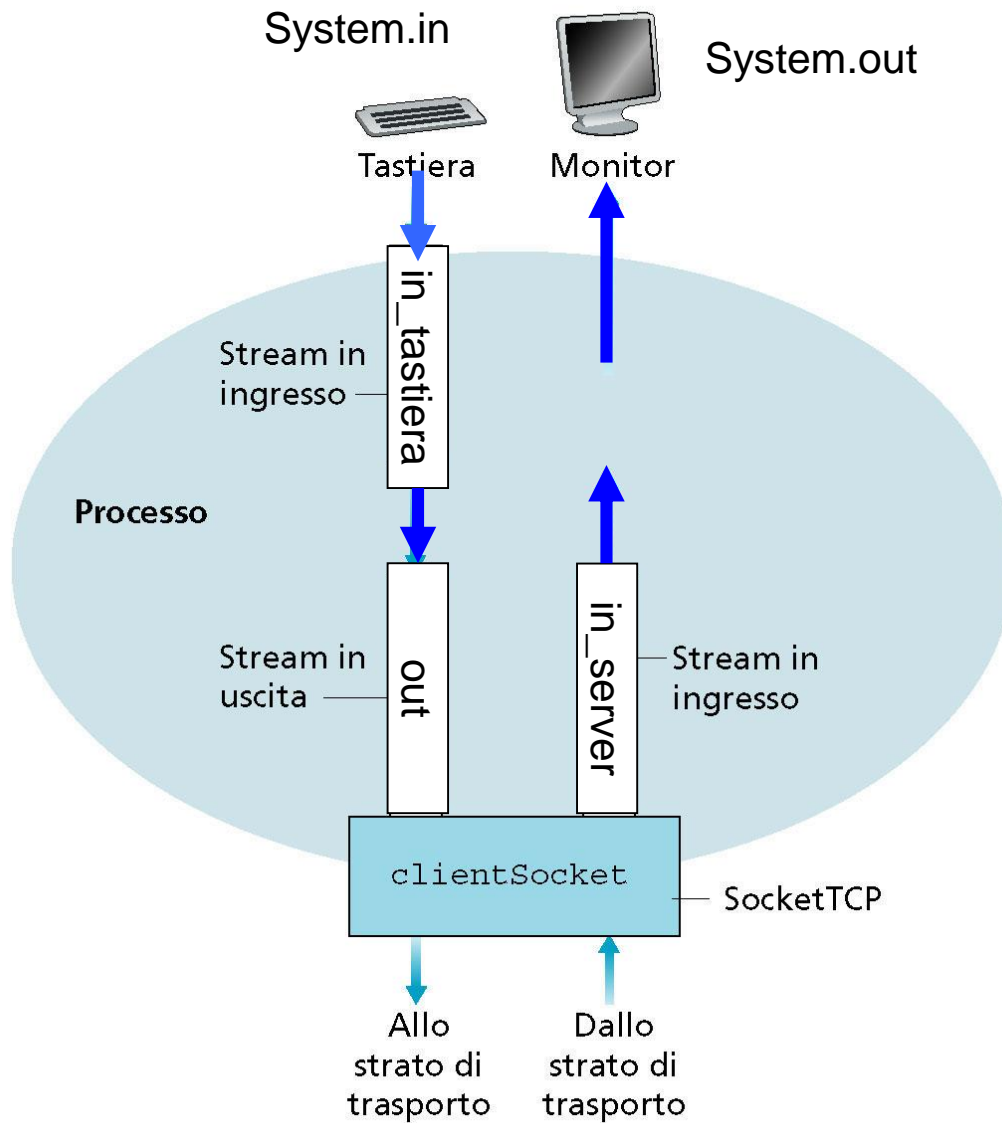 System.in
System.out
Tastiera
Monitor
in_tastiera
Stream in
ingresso
Processo
Stream in
uscita
out
in_server
Stream in
ingresso
clientSocket
SocketTCP
Allo
strato di
trasporto
Dallo
strato di
trasporto